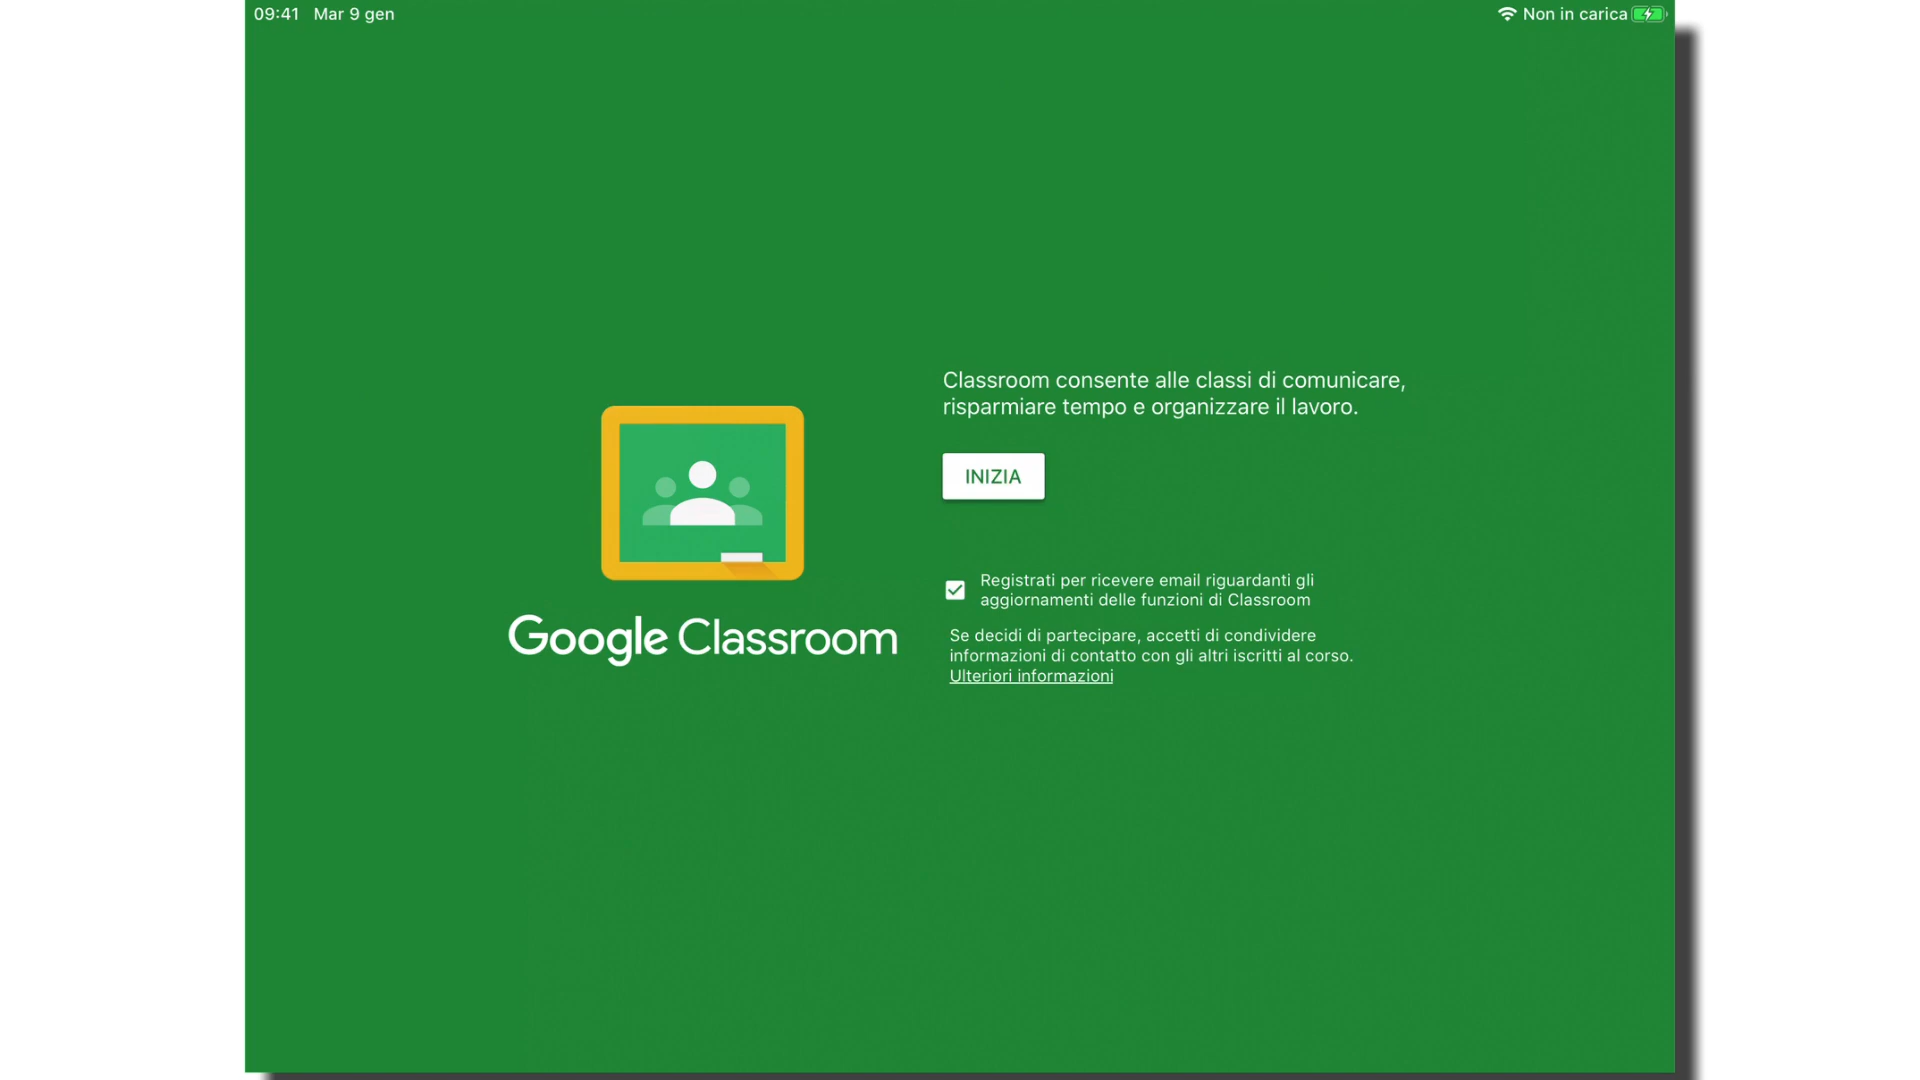 09:41 Mar 9 gen
Non in carica
Classroom consente alle classi di comunicare,
risparmiare tempo e organizzare il lavoro.
INIZIA
Registrati per ricevere email riguardanti gli
aggiornamenti delle funzioni di Classroom
Google Classroom
Se decidi di partecipare, accetti di condividere
informazioni di contatto con gli altri iscritti al corso.
Ulteriori informazioni